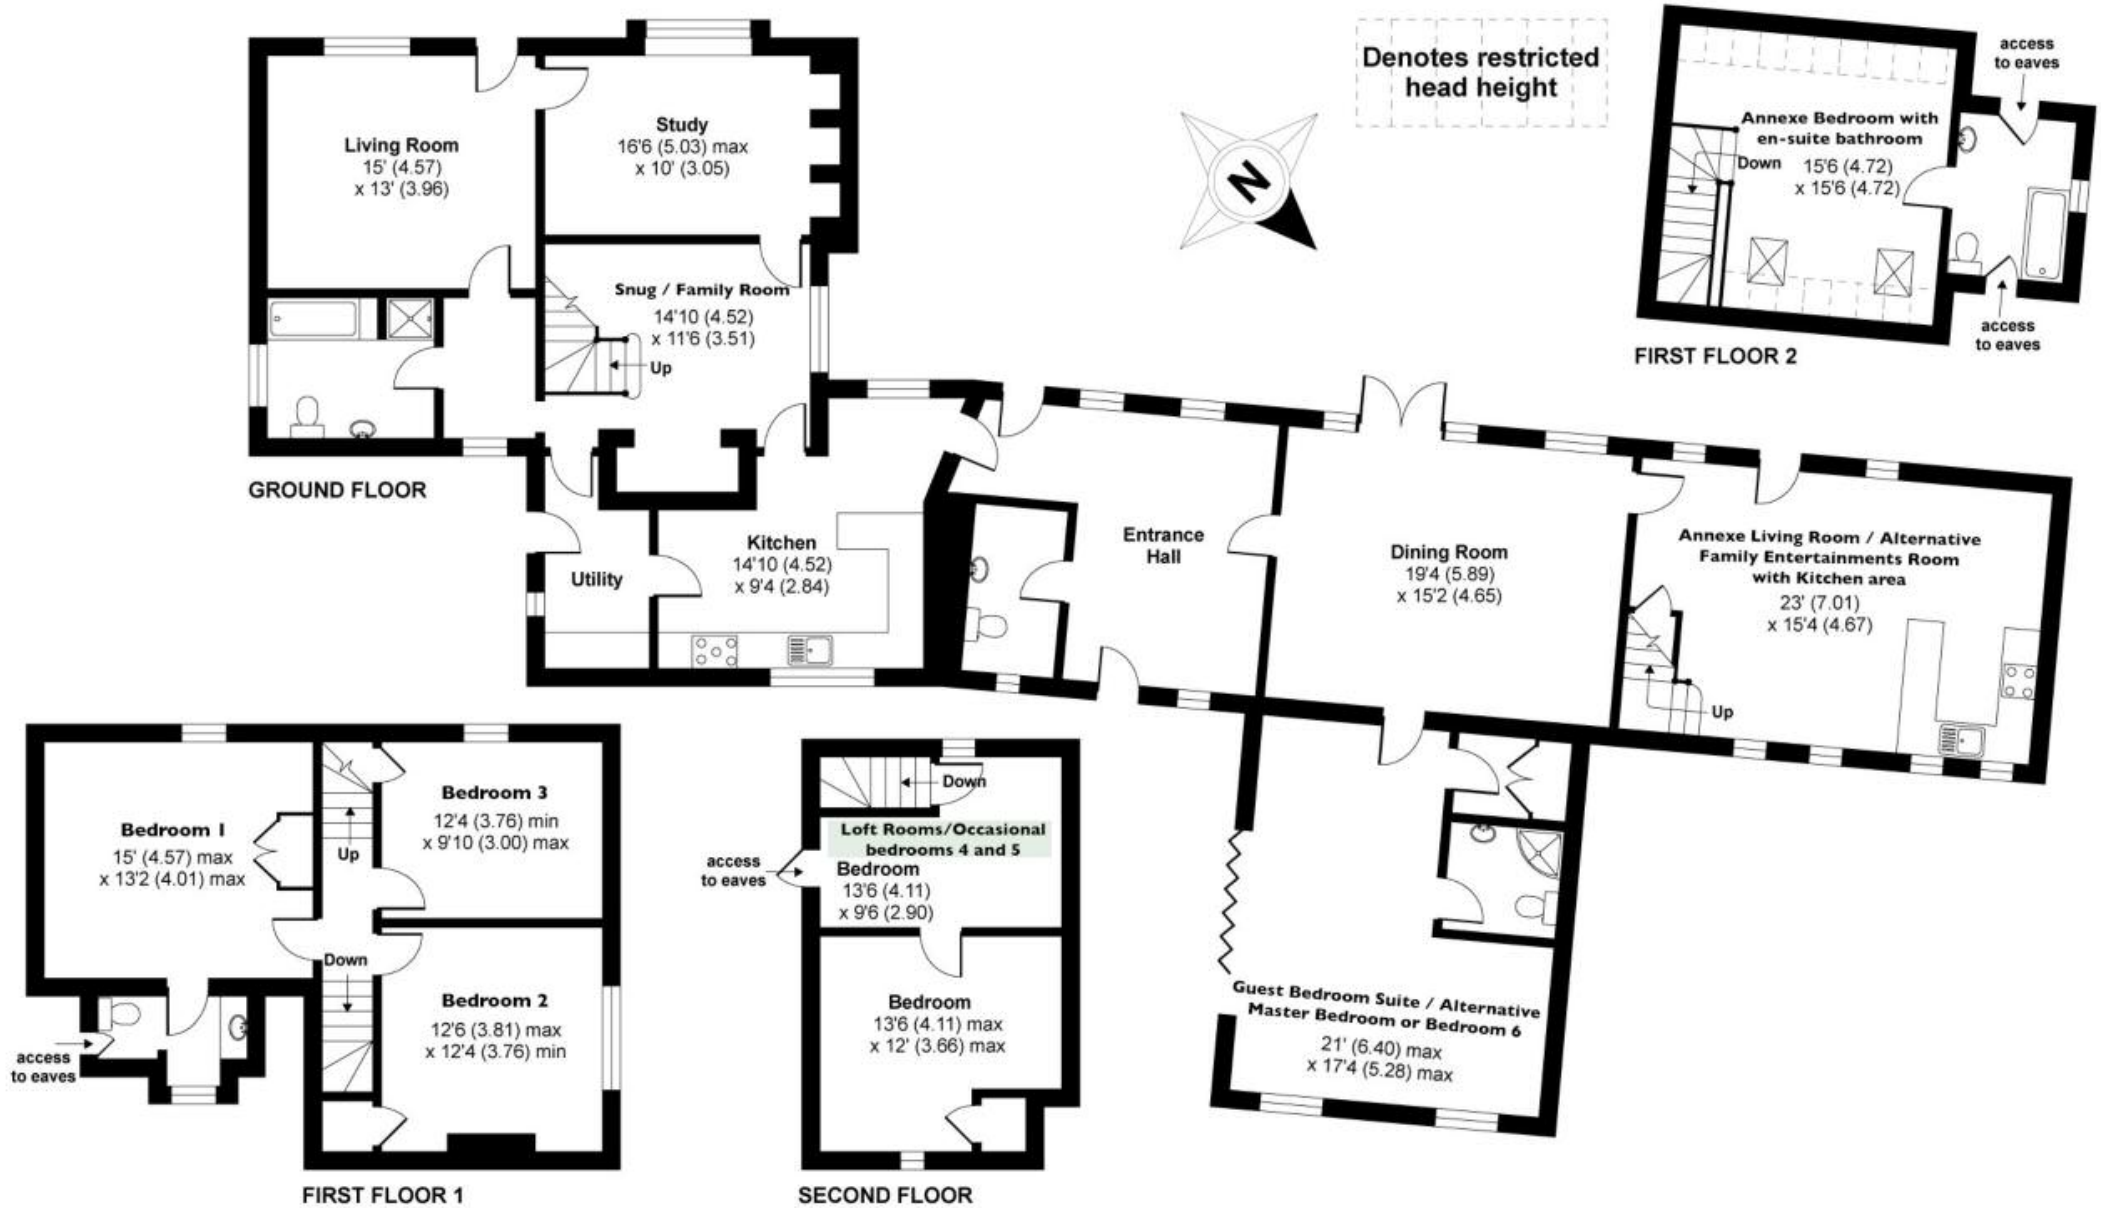 Living Room
15' (4.57)
x 13' (3.96)
Study
16'6 (5.03) max
x 10' (3.05)
Snug / Family Room
14'10 (4.52)
x 11'6 (3.51)
Up
GROUND FLOOR
Utility
Kitchen
14'10 (4.52)
x 9'4 (2.84)
Entrance
Hall
Dining Room
19'4 (5.89)
x 15'2 (4.65)
Annexe Living Room / Alternative
Family Entertainments Room
with Kitchen area
23' (7.01)
x 15'4 (4.67)
Up
Guest Bedroom Suite / Alternative
Master Bedroom or Bedroom 6
21' (6.40) max
x 17'4 (5.28) max
N
Denotes restricted
head height
Annexe Bedroom with
en-suite bathroom
15'6 (4.72)
x 15'6 (4.72)
Down
access
to eaves
access
to eaves
FIRST FLOOR 2
Bedroom 1
15' (4.57) max
x 13'2 (4.01) max
Up
Down
Bedroom 3
12'4 (3.76) min
x 9'10 (3.00) max
Bedroom 2
12'6 (3.81) max
x 12'4 (3.76) min
access
to eaves
FIRST FLOOR 1
Down
Loft Rooms/Occasional
bedrooms 4 and 5
Bedroom
13'6 (4.11)
x 9'6 (2.90)
access
to eaves
Bedroom
13'6 (4.11) max
x 12' (3.66) max
SECOND FLOOR